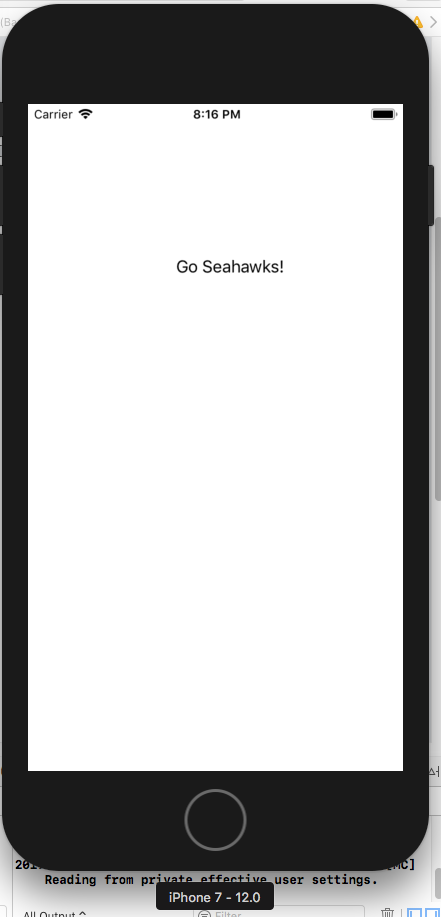 (Ba
Carrier
8:16 PM
Go Seahawks!
201
MC]
Reading from private effective user settings.
iPhone 7 - 12.0
All Output
Filter